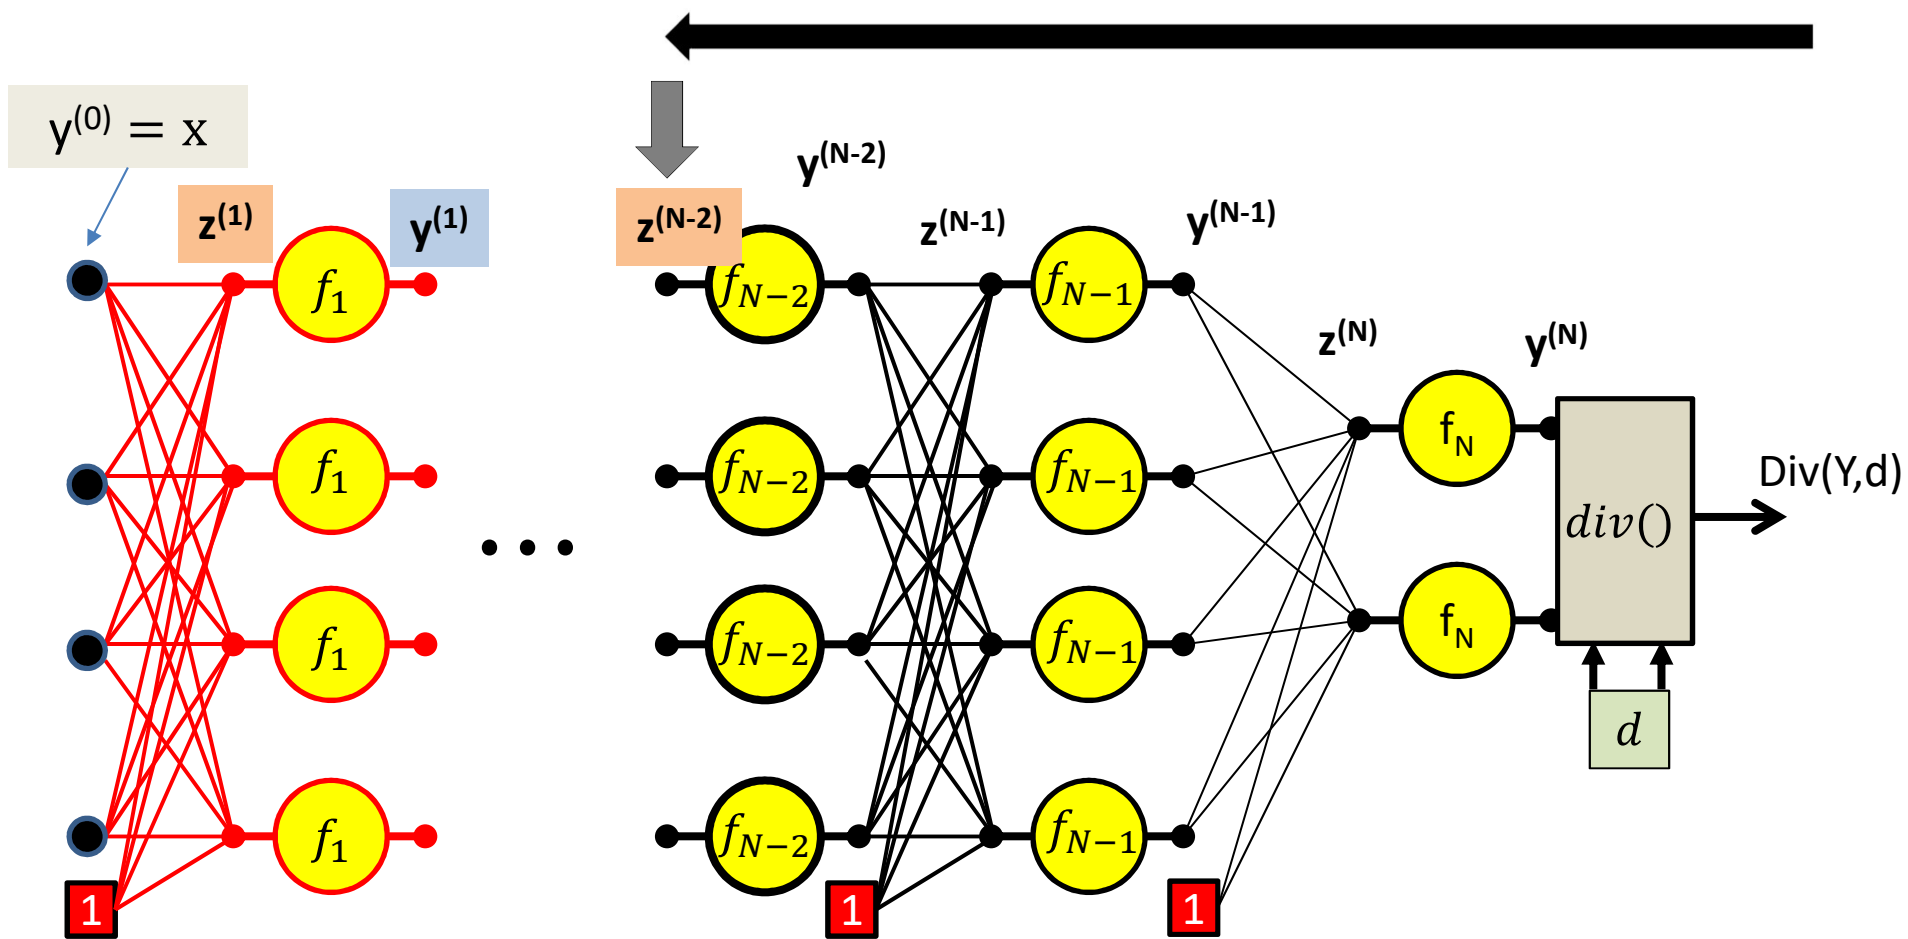 y(0) = x
z(1)
y(1)
z(N-2)
y(N-2)
z(N-1)
y(N-1)
z(N)
y(N)
f1
fN−2
fN−1
f1
fN−2
fN−1
fN
div()
Div(Y,d)
f1
fN−2
fN−1
fN
d
f1
fN−2
fN−1
1
1
1